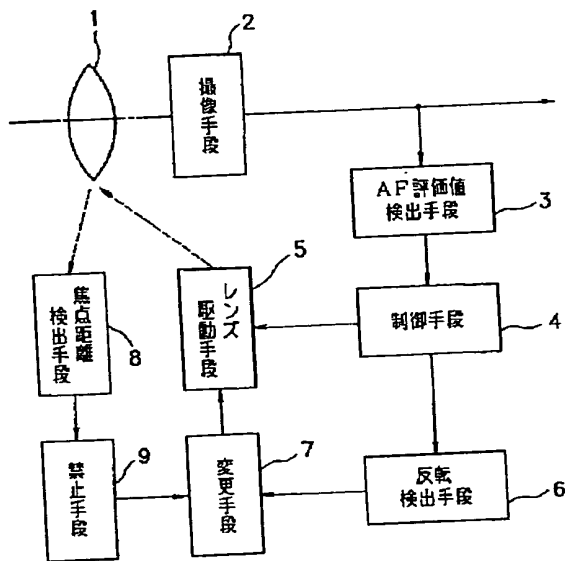 1
2
撮像手段
AF評価値
検出手段
3
5
レンズ
駆動手段
制御手段
4
焦点距離
検出手段
8
9
禁止手段
7
変更手段
反転
検出手段
6